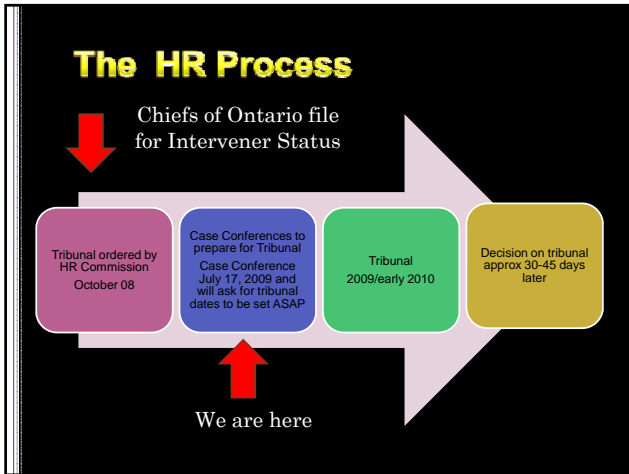 The HR Process
Chiefs of Ontario file
for Intervener Status
Tribunal ordered by
HR Commission
October 08
Case Conferences to
prepare for Tribunal
Case Conference
July 17, 2009 and
will ask for tribunal
dates to be set ASAP
Tribunal
2009/early 2010
Decision on tribunal
approx 30-45 days
later
We are here